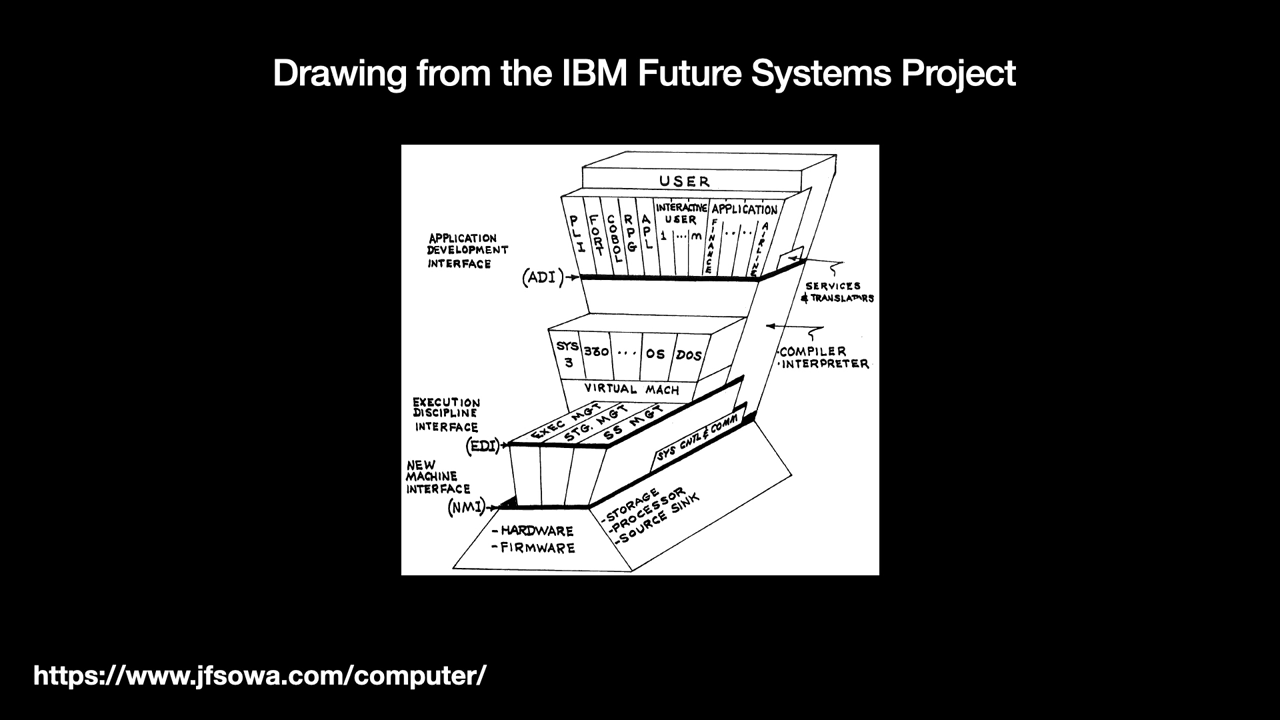 Drawing from the IBM Future Systems Project
USER
PLI
FORT
COBOL
RPG
APL
INTERACTIVE
USER
1 ... m
APPLICATION
FINANCE
AIRLINE
APPLICATION
DEVELOPMENT
INTERFACE
(ADI)
SERVICES
& TRANSLATORS
SYS
3
330
...
OS
DOS
·COMPILER
·INTERPRETER
VIRTUAL MACH
EXECUTION
DISCIPLINE
INTERFACE
(EDI)
EXEC MGT
STG. MGT
SS MGT
SYS CNTL & COMM
NEW
MACHINE
INTERFACE
(NMI)
-HARDWARE
-FIRMWARE
-STORAGE
-PROCESSOR
-SOURCE SINK
https://www.jfsowa.com/computer/